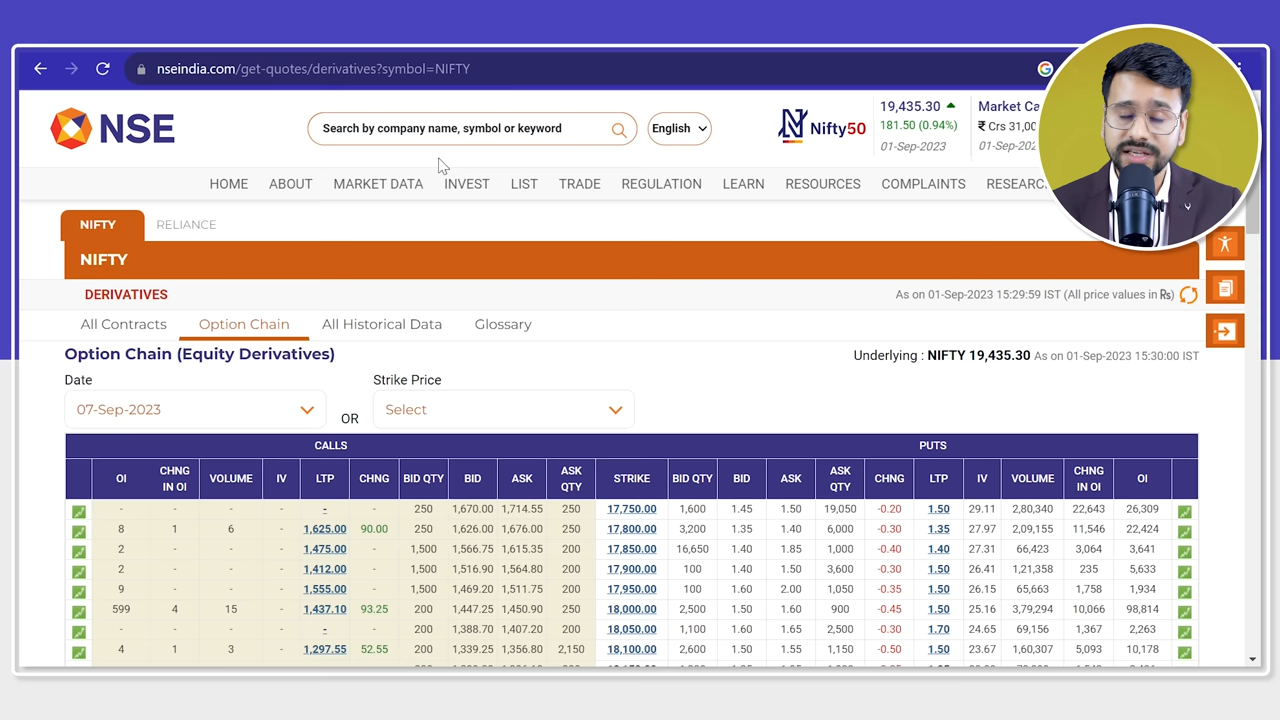 nseindia.com/get-quotes/derivatives?symbol=NIFTY
NSE
Search by company name, symbol or keyword
English
Nifty50
19,435.30
181.50 (0.94%)
01-Sep-2023
Market Ca
₹ Crs 31,00
01-Sep-202
HOME ABOUT MARKET DATA INVEST LIST TRADE REGULATION LEARN RESOURCES COMPLAINTS RESEARC
NIFTY RELIANCE
NIFTY
DERIVATIVES
As on 01-Sep-2023 15:29:59 IST (All price values in ₨)
All Contracts Option Chain All Historical Data Glossary
Option Chain (Equity Derivatives)
Underlying : NIFTY 19,435.30 As on 01-Sep-2023 15:30:00 IST
Date Strike Price
07-Sep-2023 OR Select
CALLS PUTS
OI CHNG IN OI VOLUME IV LTP CHNG BID QTY BID ASK ASK QTY STRIKE BID QTY BID ASK ASK QTY CHNG LTP IV VOLUME CHNG IN OI OI
- - - - - - 250 1,670.00 1,714.55 250 17,750.00 1,600 1.45 1.50 19,050 -0.20 1.50 29.11 2,80,340 22,643 26,309
8 1 6 - 1,625.00 90.00 250 1,626.00 1,676.00 250 17,800.00 3,200 1.35 1.40 6,000 -0.30 1.35 27.97 2,09,155 11,546 22,424
2 - - - 1,475.00 - 1,500 1,566.75 1,615.35 200 17,850.00 16,650 1.40 1.85 1,000 -0.40 1.40 27.31 66,423 3,064 3,641
2 - - - 1,412.00 - 1,500 1,516.90 1,564.80 200 17,900.00 100 1.40 1.50 3,600 -0.30 1.50 26.41 1,21,358 235 5,633
9 - - - 1,555.00 - 1,500 1,469.20 1,511.75 200 17,950.00 100 1.60 2.00 1,050 -0.35 1.50 26.15 65,663 1,758 1,934
599 4 15 - 1,437.10 93.25 200 1,447.25 1,450.90 250 18,000.00 2,500 1.50 1.60 900 -0.45 1.50 25.16 3,79,294 10,066 98,814
- - - - - - 200 1,388.70 1,407.20 200 18,050.00 1,100 1.60 1.65 2,500 -0.30 1.70 24.65 69,156 1,367 2,263
4 1 3 - 1,297.55 52.55 200 1,339.25 1,356.80 2,150 18,100.00 2,600 1.50 1.55 1,150 -0.50 1.50 23.67 1,60,307 5,093 10,178